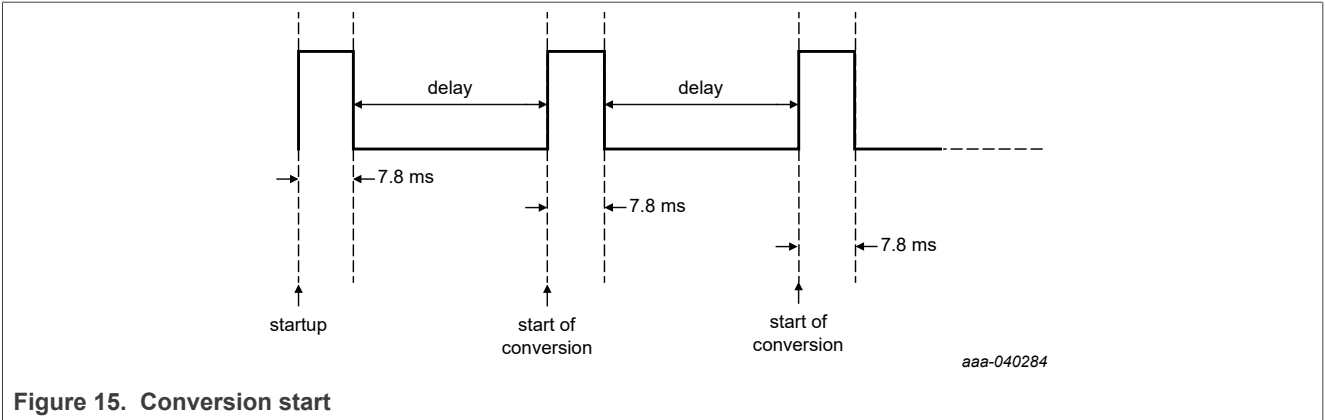 delay
delay
7.8 ms
7.8 ms
7.8 ms
startup
start of
conversion
start of
conversion
aaa-040284
Figure 15. Conversion start